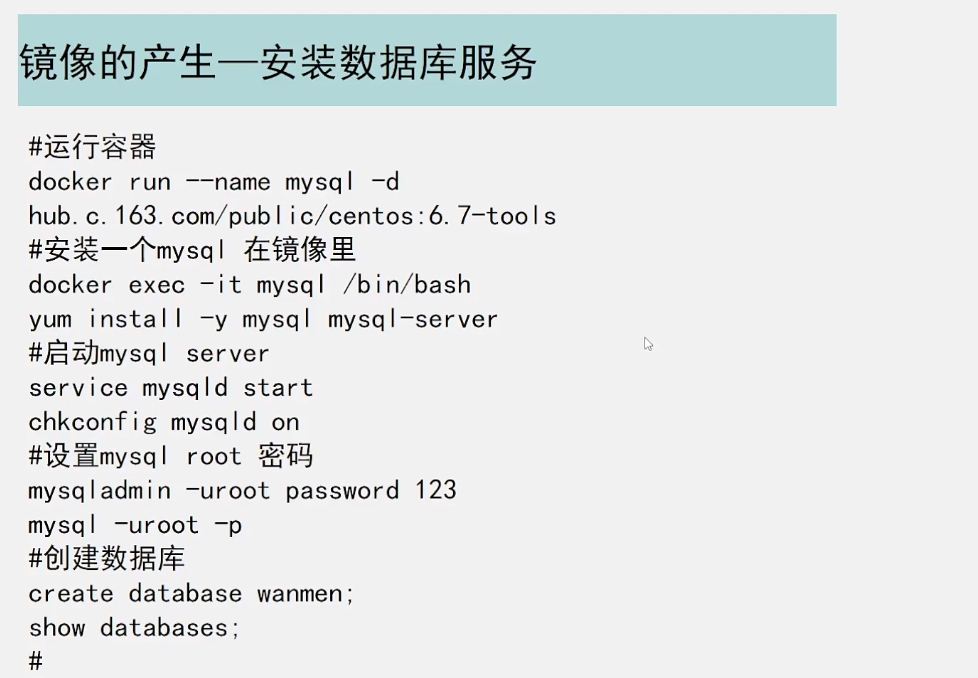 镜像的产生—安装数据库服务
#运行容器
docker run --name mysql -d
hub.c.163.com/public/centos:6.7-tools
#安装一个mysql 在镜像里
docker exec -it mysql /bin/bash
yum install -y mysql mysql-server
#启动mysql server
service mysqld start
chkconfig mysqld on
#设置mysql root 密码
mysqladmin -uroot password 123
mysql -uroot -p
#创建数据库
create database wanmen;
show databases;
#